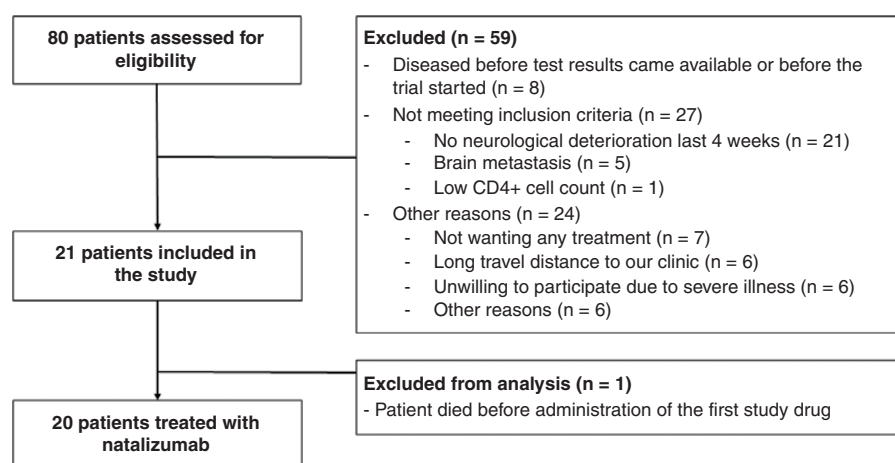 80 patients assessed for
eligibility
Excluded (n = 59)
- Diseased before test results came available or before the
trial started (n = 8)
- Not meeting inclusion criteria (n = 27)
- No neurological deterioration last 4 weeks (n = 21)
- Brain metastasis (n = 5)
- Low CD4+ cell count (n = 1)
- Other reasons (n = 24)
- Not wanting any treatment (n = 7)
- Long travel distance to our clinic (n = 6)
- Unwilling to participate due to severe illness (n = 6)
- Other reasons (n = 6)
21 patients included in
the study
Excluded from analysis (n = 1)
- Patient died before administration of the first study drug
20 patients treated with
natalizumab